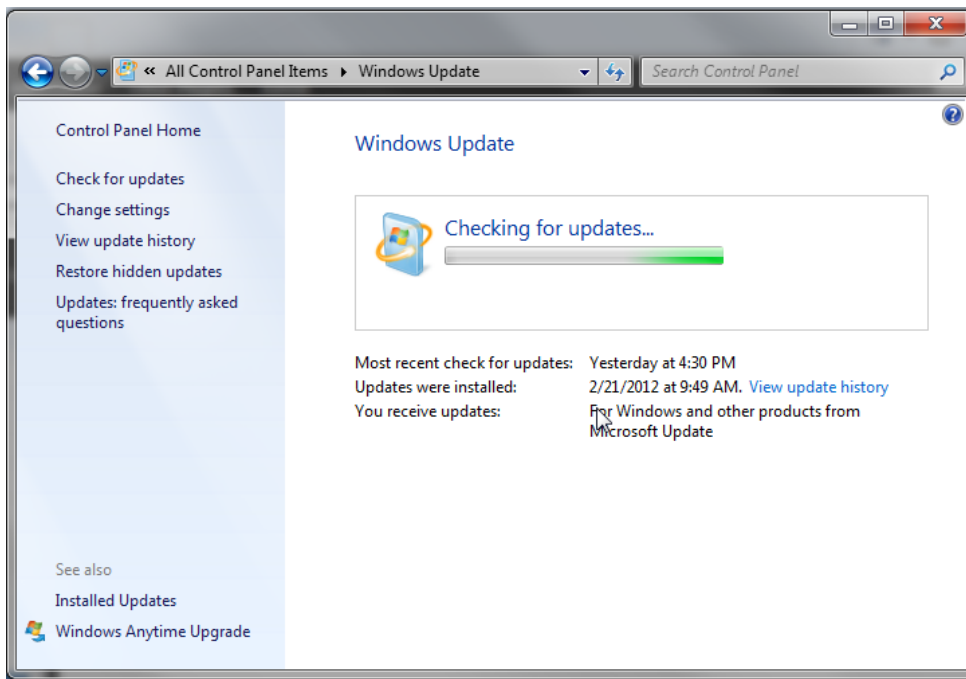 « All Control Panel Items ▸ Windows Update
Search Control Panel
Control Panel Home
Check for updates
Change settings
View update history
Restore hidden updates
Updates: frequently asked
questions
See also
Installed Updates
Windows Anytime Upgrade
Windows Update
Checking for updates...
Most recent check for updates: Yesterday at 4:30 PM
Updates were installed: 2/21/2012 at 9:49 AM. View update history
You receive updates: For Windows and other products from
Microsoft Update